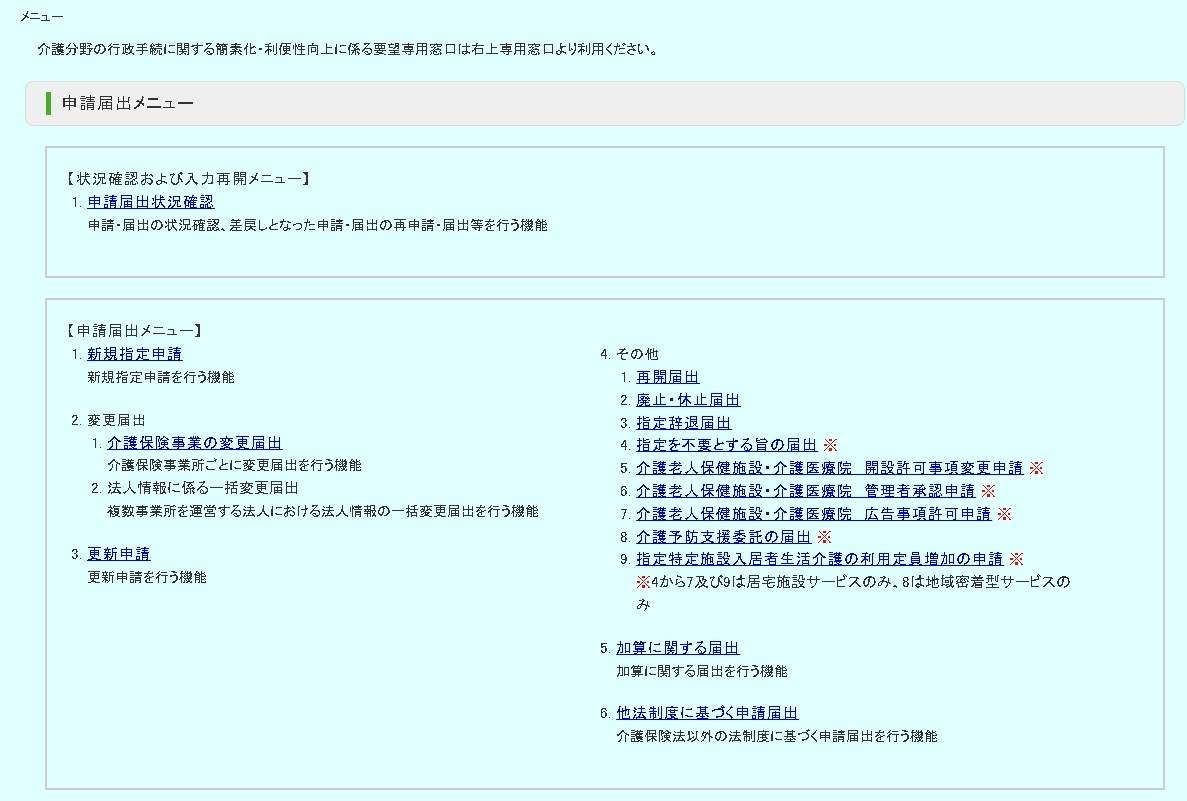 メニュー
介護分野の行政手続に関する簡素化・利便性向上に係る要望専用窓口は右上専用窓口より利用ください。
申請届出メニュー
【状況確認および入力再開メニュー】
1. 申請届出状況確認
申請・届出の状況確認、差戻しとなった申請・届出の再申請・届出等を行う機能
【申請届出メニュー】
1. 新規指定申請
新規指定申請を行う機能
2. 変更届出
1. 介護保険事業の変更届出
介護保険事業所ごとに変更届出を行う機能
2. 法人情報に係る一括変更届出
複数事業所を運営する法人における法人情報の一括変更届出を行う機能
3. 更新申請
更新申請を行う機能
4. その他
1. 再開届出
2. 廃止・休止届出
3. 指定辞退届出
4. 指定を不要とする旨の届出 ※
5. 介護老人保健施設・介護医療院　開設許可事項変更申請 ※
6. 介護老人保健施設・介護医療院　管理者承認申請 ※
7. 介護老人保健施設・介護医療院　広告事項許可申請 ※
8. 介護予防支援委託の届出 ※
9. 指定特定施設入居者生活介護の利用定員増加の申請 ※
※4から7及び9は居宅施設サービスのみ、8は地域密着型サービスの
み
5. 加算に関する届出
加算に関する届出を行う機能
6. 他法制度に基づく申請届出
介護保険法以外の法制度に基づく申請届出を行う機能